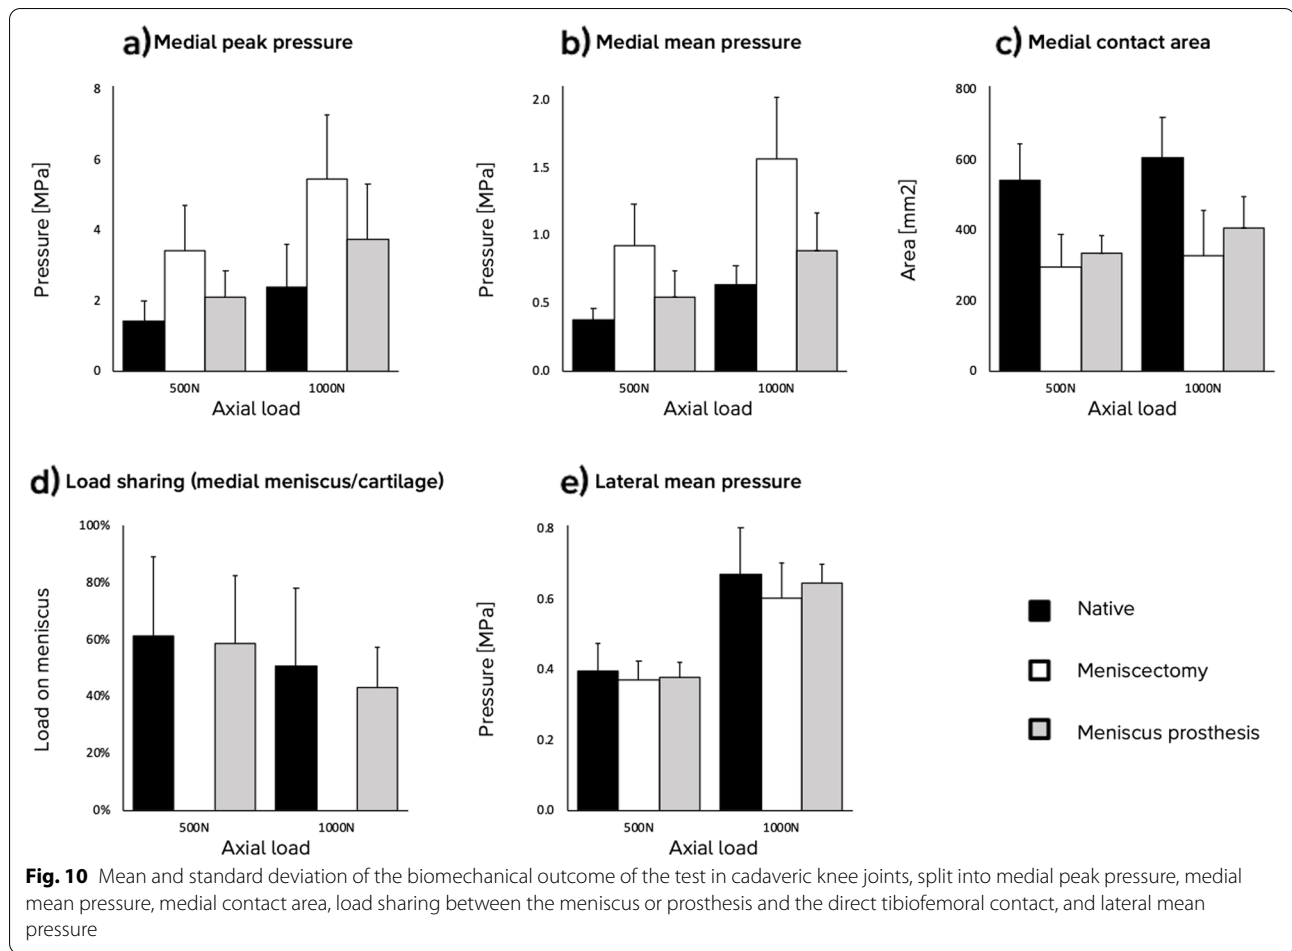 a) Medial peak pressure
8
6
4
2
0
Pressure [MPa]
500N
1000N
Axial load
b) Medial mean pressure
2.0
1.5
1.0
0.5
0.0
Pressure [MPa]
500N
1000N
Axial load
c) Medial contact area
800
600
400
200
0
Area [mm2]
500N
1000N
Axial load
d) Load sharing (medial meniscus/cartilage)
100%
80%
60%
40%
20%
0%
Load on meniscus
500N
1000N
Axial load
e) Lateral mean pressure
0.8
0.6
0.4
0.2
0.0
Pressure [MPa]
500N
1000N
Axial load
Native
Meniscectomy
Meniscus prosthesis
Fig. 10 Mean and standard deviation of the biomechanical outcome of the test in cadaveric knee joints, split into medial peak pressure, medial
mean pressure, medial contact area, load sharing between the meniscus or prosthesis and the direct tibiofemoral contact, and lateral mean
pressure